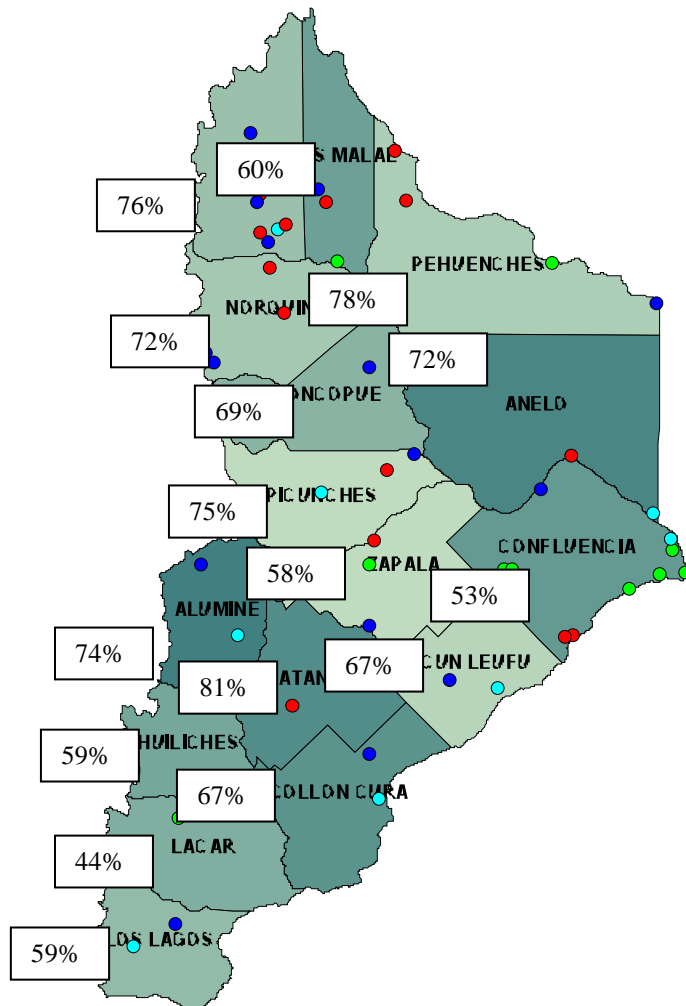 60%
S MALAL
76%
PEHUENCHES
78%
NORQUIN
72%
72%
ONCOPUE
ANELO
69%
PICUNCHES
75%
CONFLUENCIA
58%
ZAPALA
53%
ALUMINE
74%
67%
CUN LEUFU
81%
ATAN
59%
HUILICHES
67%
COLLON CURA
LACAR
44%
LOS LAGOS
59%